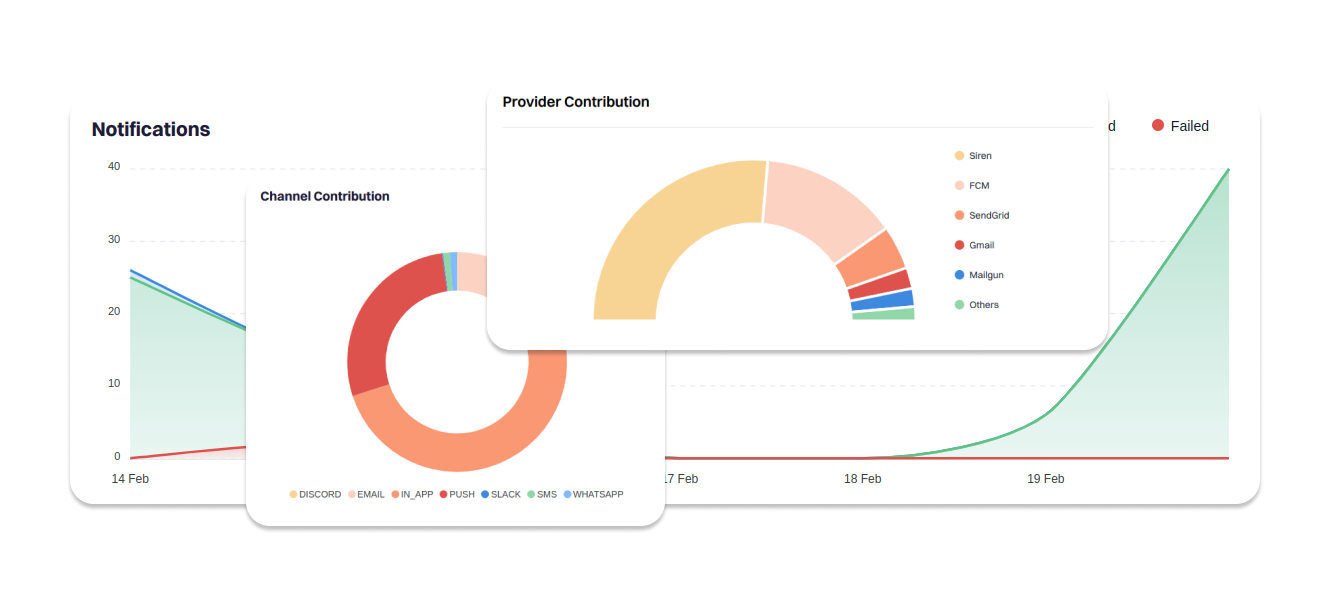 Provider Contribution
Notifications
d
Failed
Siren
40
FCM
Channel Contribution
SendGrid
30
Gmail
Mailgun
20
Others
10
0
14 Feb
17 Feb
18 Feb
19 Feb
DISCORD EMAIL IN_APP PUSH SLACK SMS WHATSAPP